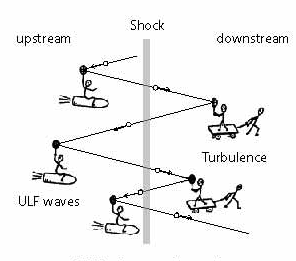 Shock
upstream
downstream
Turbulence
ULF waves